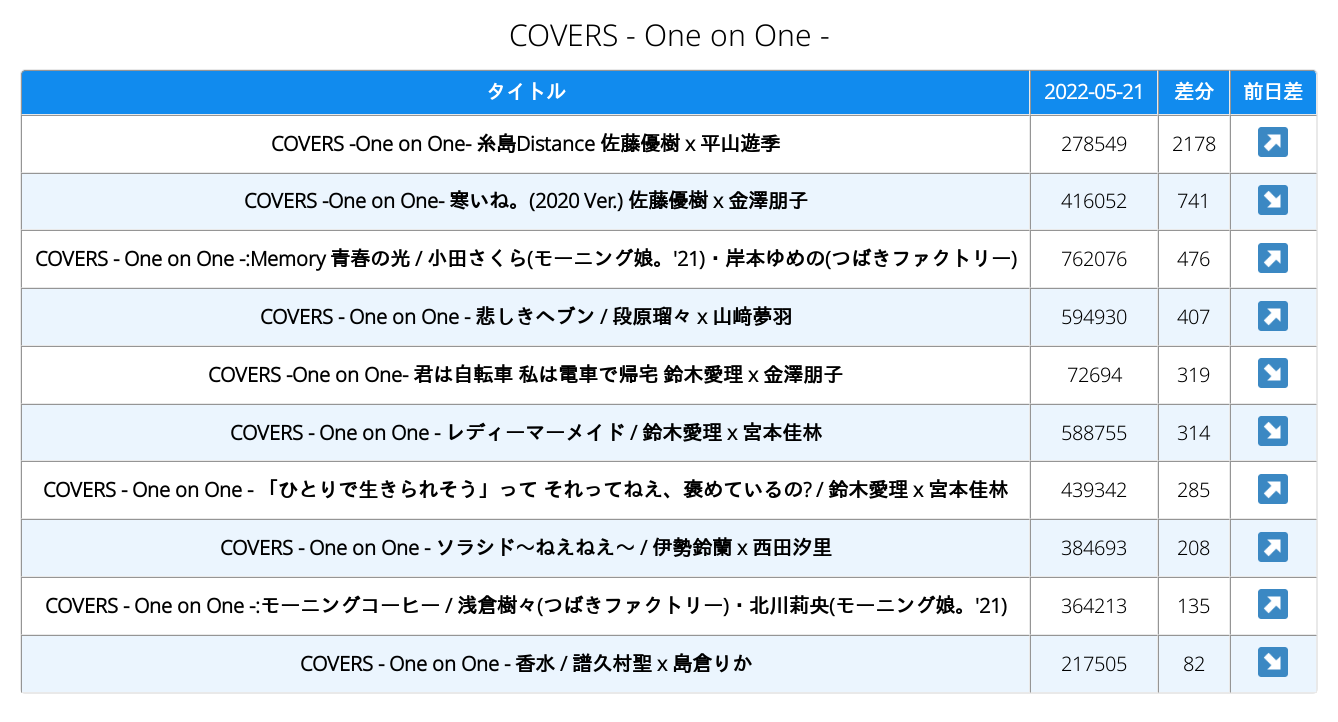 COVERS - One on One -
タイトル 2022-05-21 差分 前日差
COVERS -One on One- 糸島Distance 佐藤優樹 x 平山遊季 278549 2178
COVERS -One on One- 寒いね。(2020 Ver.) 佐藤優樹 x 金澤朋子 416052 741
COVERS - One on One -:Memory 青春の光 / 小田さくら(モーニング娘。'21)・岸本ゆめの(つばきファクトリー) 762076 476
COVERS - One on One - 悲しきヘブン / 段原瑠々 x 山﨑夢羽 594930 407
COVERS -One on One- 君は自転車 私は電車で帰宅 鈴木愛理 x 金澤朋子 72694 319
COVERS - One on One - レディーマーメイド / 鈴木愛理 x 宮本佳林 588755 314
COVERS - One on One - 「ひとりで生きられそう」って それってねえ、褒めているの? / 鈴木愛理 x 宮本佳林 439342 285
COVERS - One on One - ソラシド〜ねえねえ〜 / 伊勢鈴蘭 x 西田汐里 384693 208
COVERS - One on One -:モーニングコーヒー / 浅倉樹々(つばきファクトリー)・北川莉央(モーニング娘。'21) 364213 135
COVERS - One on One - 香水 / 譜久村聖 x 島倉りか 217505 82